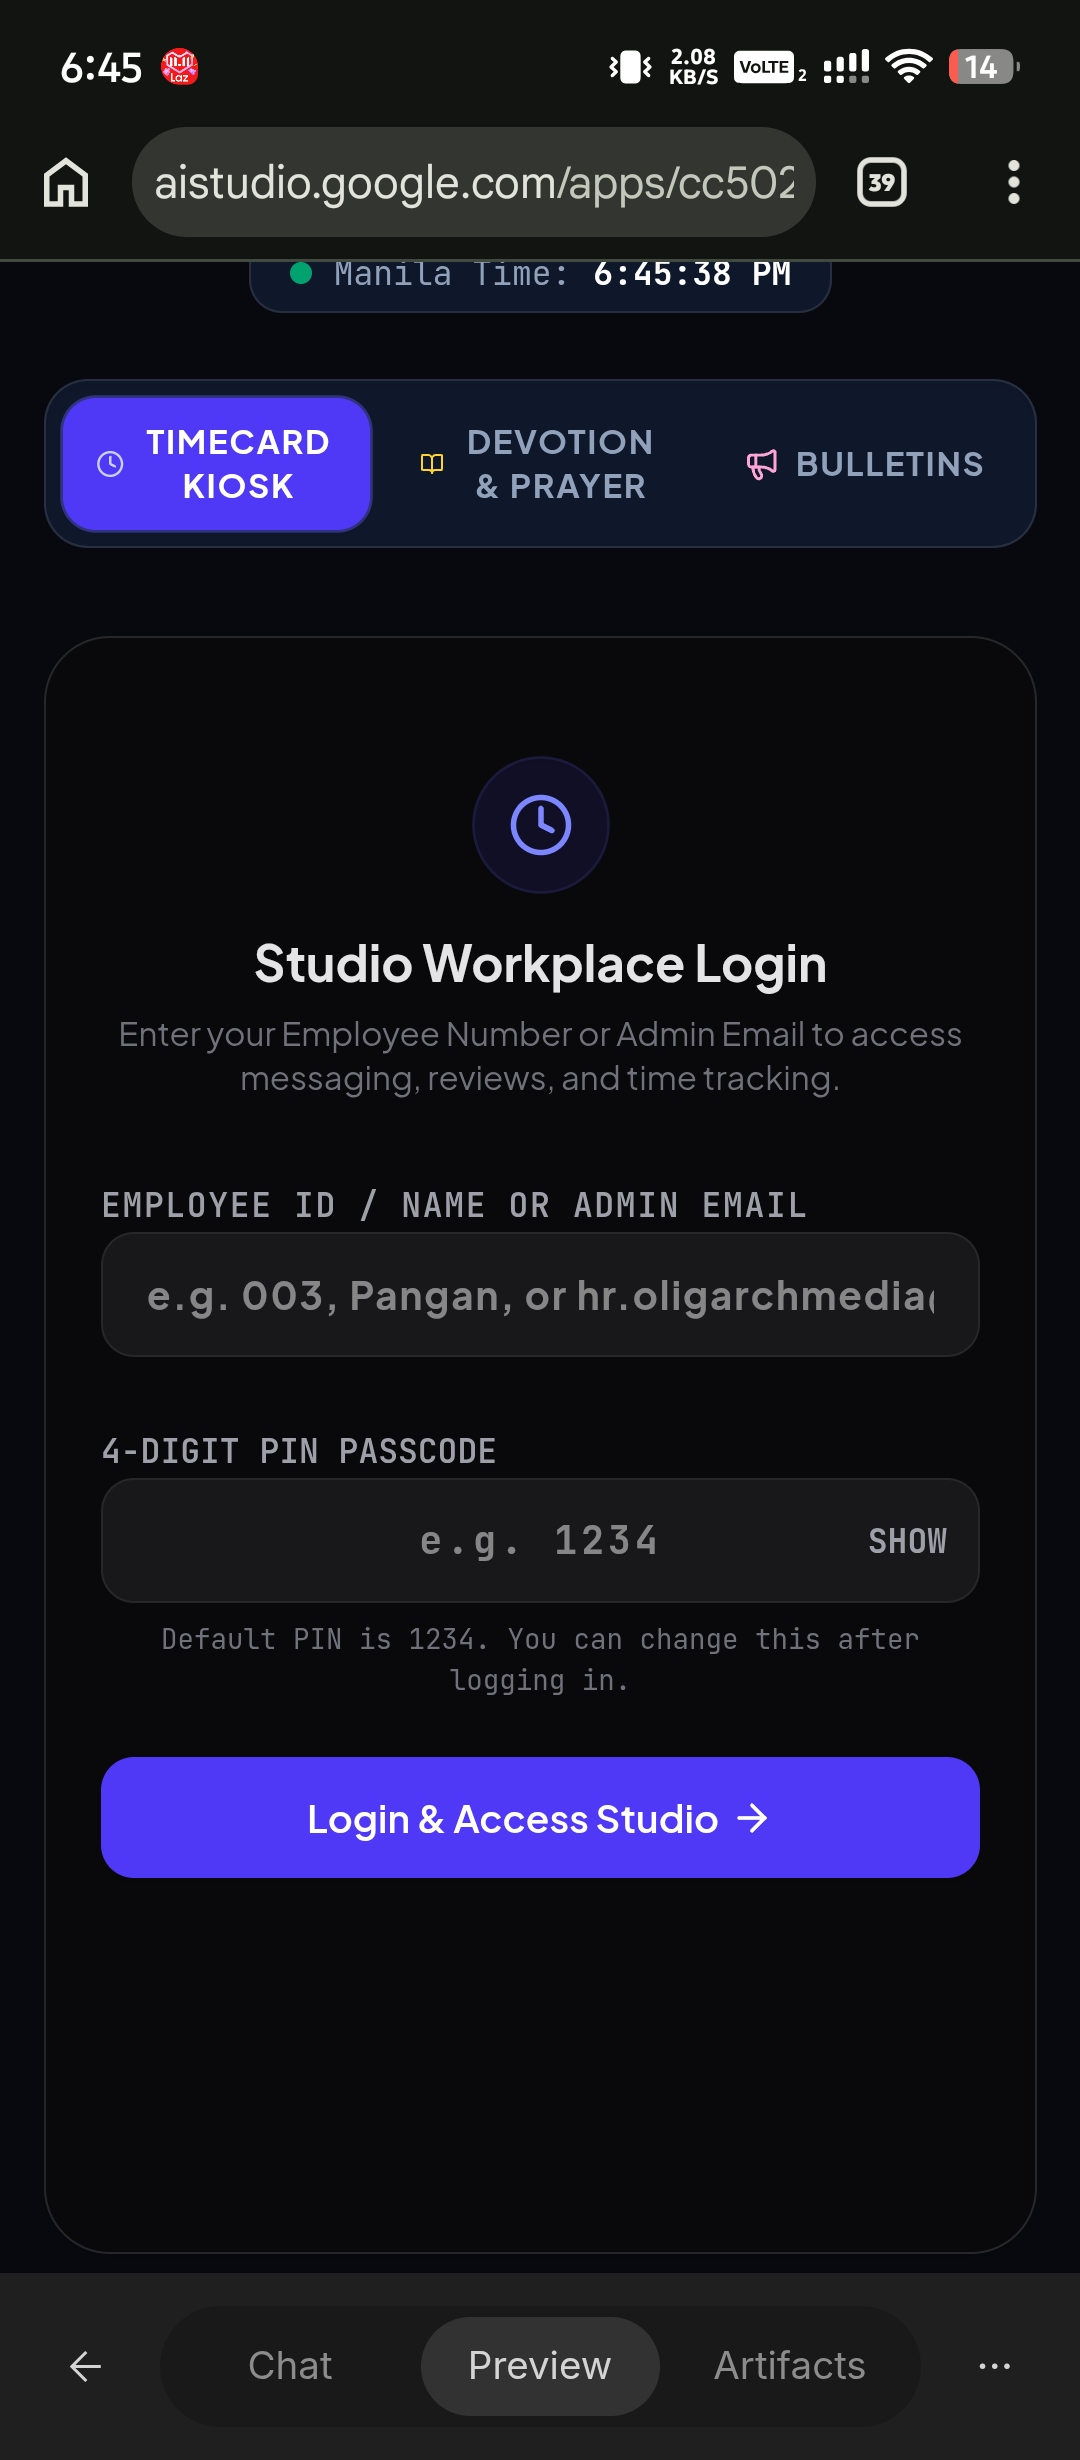 6:45
Laz
2.08
KB/S
VoLTE 2
14
aistudio.google.com/apps/cc502
39
Manila Time: 6:45:38 PM
TIMECARD
KIOSK
DEVOTION
& PRAYER
BULLETINS
Studio Workplace Login
Enter your Employee Number or Admin Email to access
messaging, reviews, and time tracking.
EMPLOYEE ID / NAME OR ADMIN EMAIL
e.g. 003, Pangan, or hr.oligarchmedia
4-DIGIT PIN PASSCODE
e.g. 1234
SHOW
Default PIN is 1234. You can change this after
logging in.
Login & Access Studio →
Chat
Preview
Artifacts